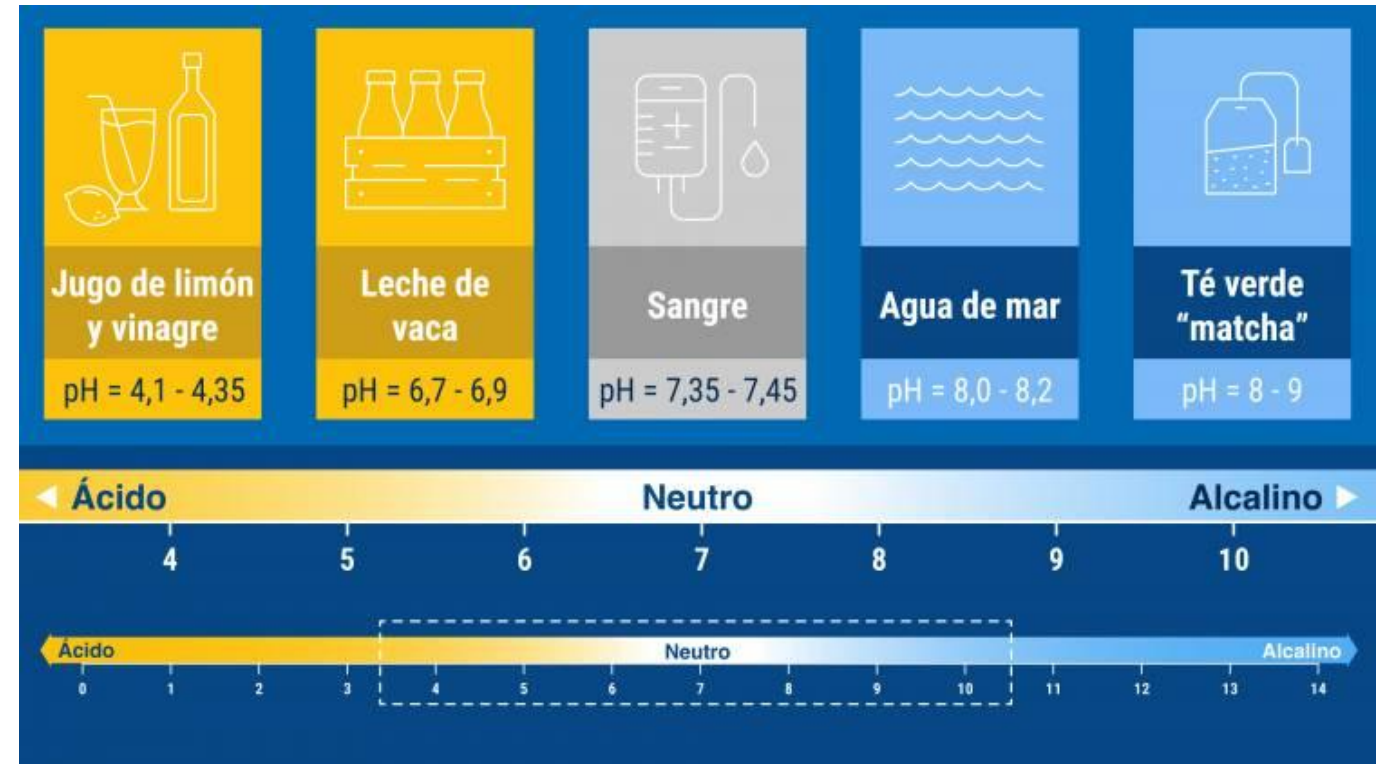 Jugo de limón
y vinagre
pH = 4,1 - 4,35
Leche de
vaca
pH = 6,7 - 6,9
Sangre
pH = 7,35 - 7,45
Agua de mar
pH = 8,0 - 8,2
Té verde
“matcha”
pH = 8 - 9
Ácido Neutro Alcalino
4 5 6 7 8 9 10
Ácido Neutro Alcalino
0 1 2 3 4 5 6 7 8 9 10 11 12 13 14